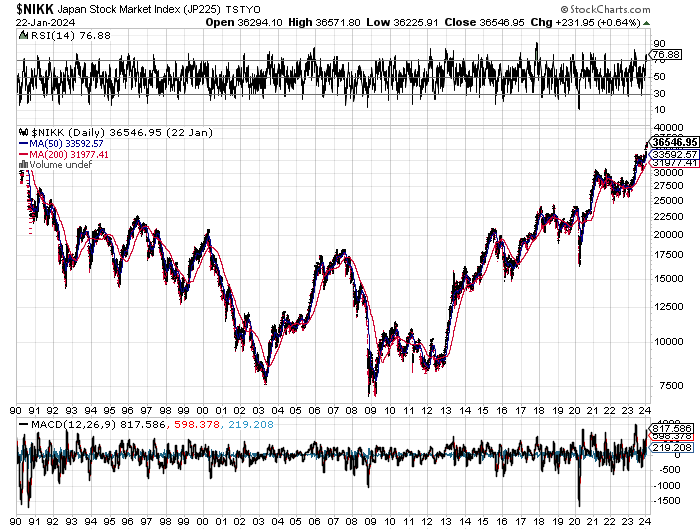 $NIKK Japan Stock Market Index (JP225) TSTYO © StockCharts.com
22-Jan-2024 Open 36294.10 High 36571.80 Low 36225.91 Close 36546.95 Chg +231.95 (+0.64%)
RSI(14) 76.88
90
76.88
70
50
30
10
$NIKK (Daily) 36546.95 (22 Jan)
MA(50) 33592.57
MA(200) 31977.41
Volume undef
40000
36546.95
33592.57
31977.41
30000
27500
25000
22500
20000
17500
15000
12500
10000
7500
90 91 92 93 94 95 96 97 98 99 00 01 02 03 04 05 06 07 08 09 10 11 12 13 14 15 16 17 18 19 20 21 22 23 24
MACD(12,26,9) 817.586, 598.378, 219.208
817.586
598.378
219.208
-500
-1000
-1500
90 91 92 93 94 95 96 97 98 99 00 01 02 03 04 05 06 07 08 09 10 11 12 13 14 15 16 17 18 19 20 21 22 23 24